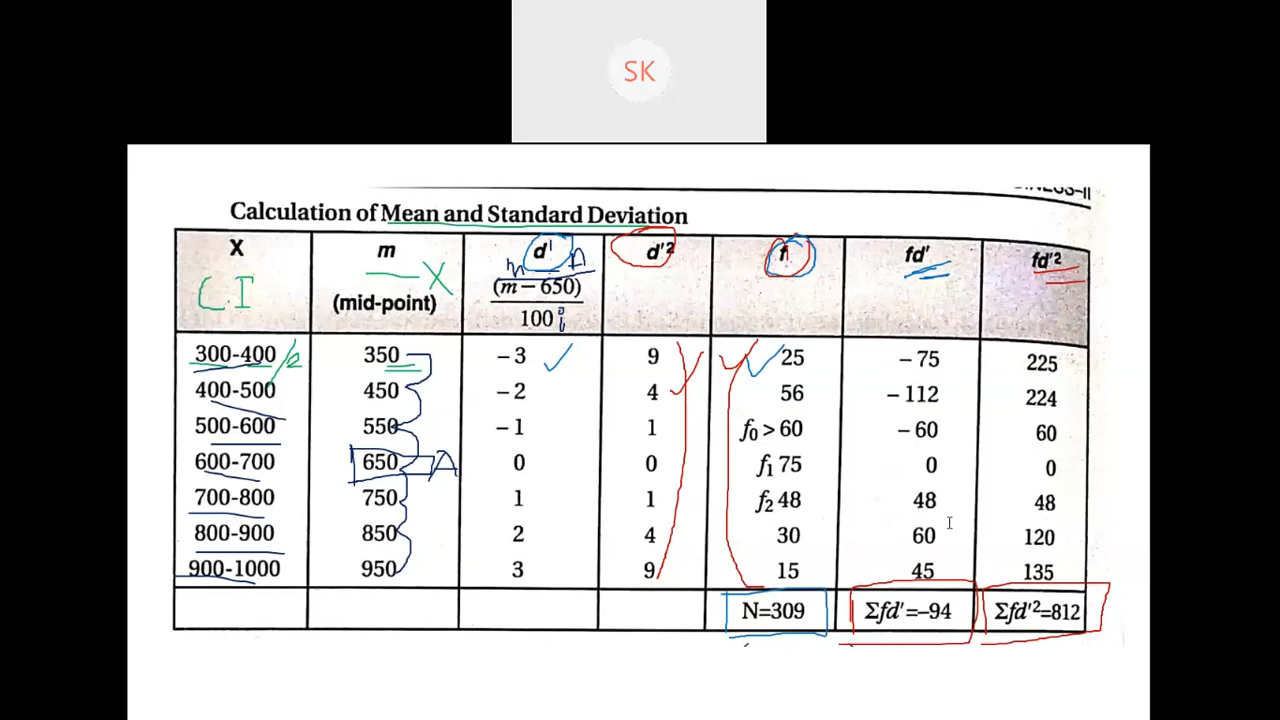 SK
Calculation of Mean and Standard Deviation
X m d' d'² f fd' fd'²
m A
C I X (mid-point) (m – 650)
100 i
300-400 /2 350 – 3 9 25 – 75 225
400-500 450 – 2 4 56 – 112 224
500-600 550 – 1 1 f₀ > 60 – 60 60
600-700 650 A 0 0 f₁ 75 0 0
700-800 750 1 1 f₂ 48 48 48
800-900 850 2 4 30 60 120
900-1000 950 3 9 15 45 135
N=309 Σfd'=–94 Σfd'²=812